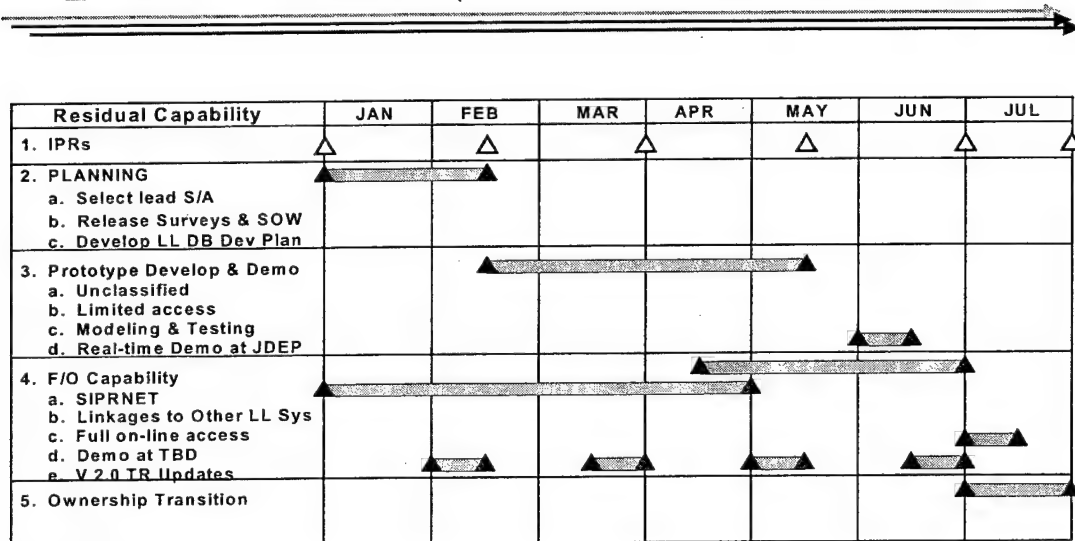 Residual Capability JAN FEB MAR APR MAY JUN JUL
1. IPRs
2. PLANNING
a. Select lead S/A
b. Release Surveys & SOW
c. Develop LL DB Dev Plan
3. Prototype Develop & Demo
a. Unclassified
b. Limited access
c. Modeling & Testing
d. Real-time Demo at JDEP
4. F/O Capability
a. SIPRNET
b. Linkages to Other LL Sys
c. Full on-line access
d. Demo at TBD
e. V 2.0 TR Updates
5. Ownership Transition